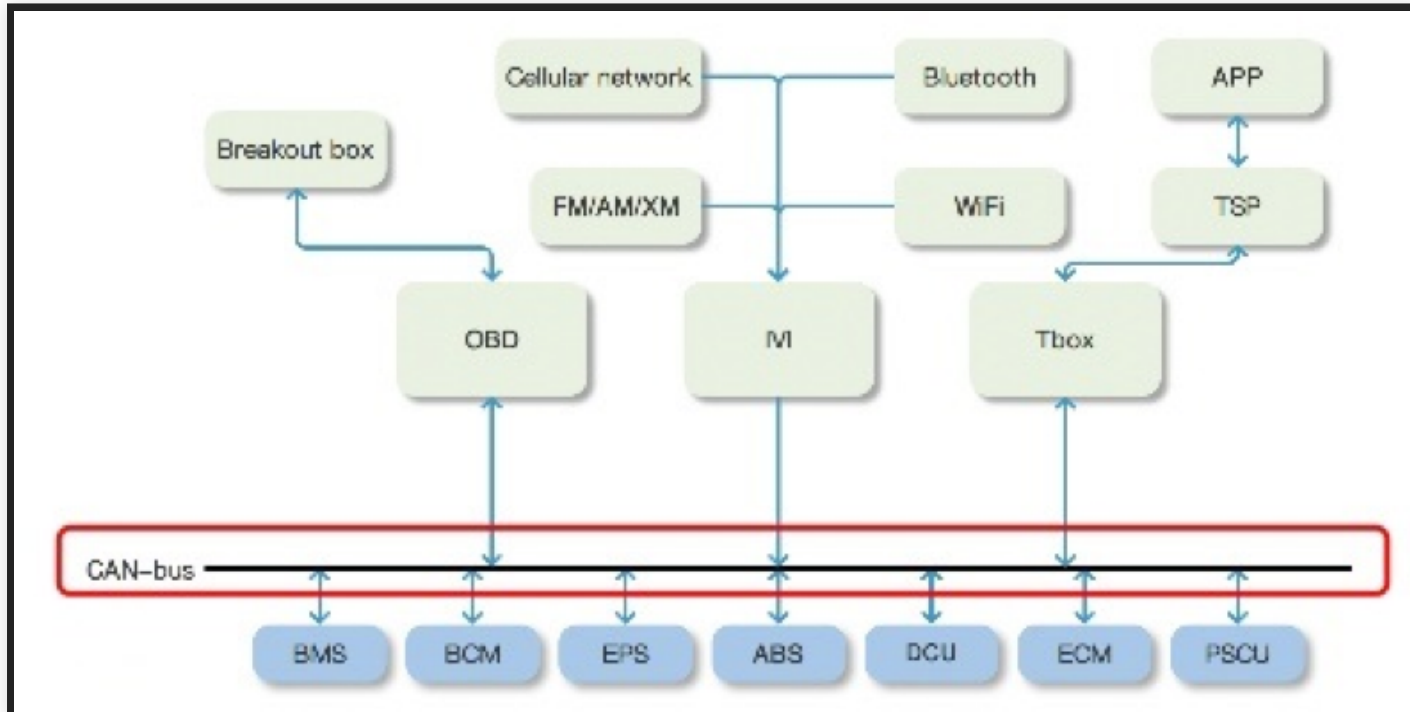 Cellular network
Bluetooth
APP
Breakout box
FM/AM/XM
WiFi
TSP
OBD
IVI
Tbox
CAN-bus
BMS
BCM
EPS
ABS
DCU
ECM
PSCU